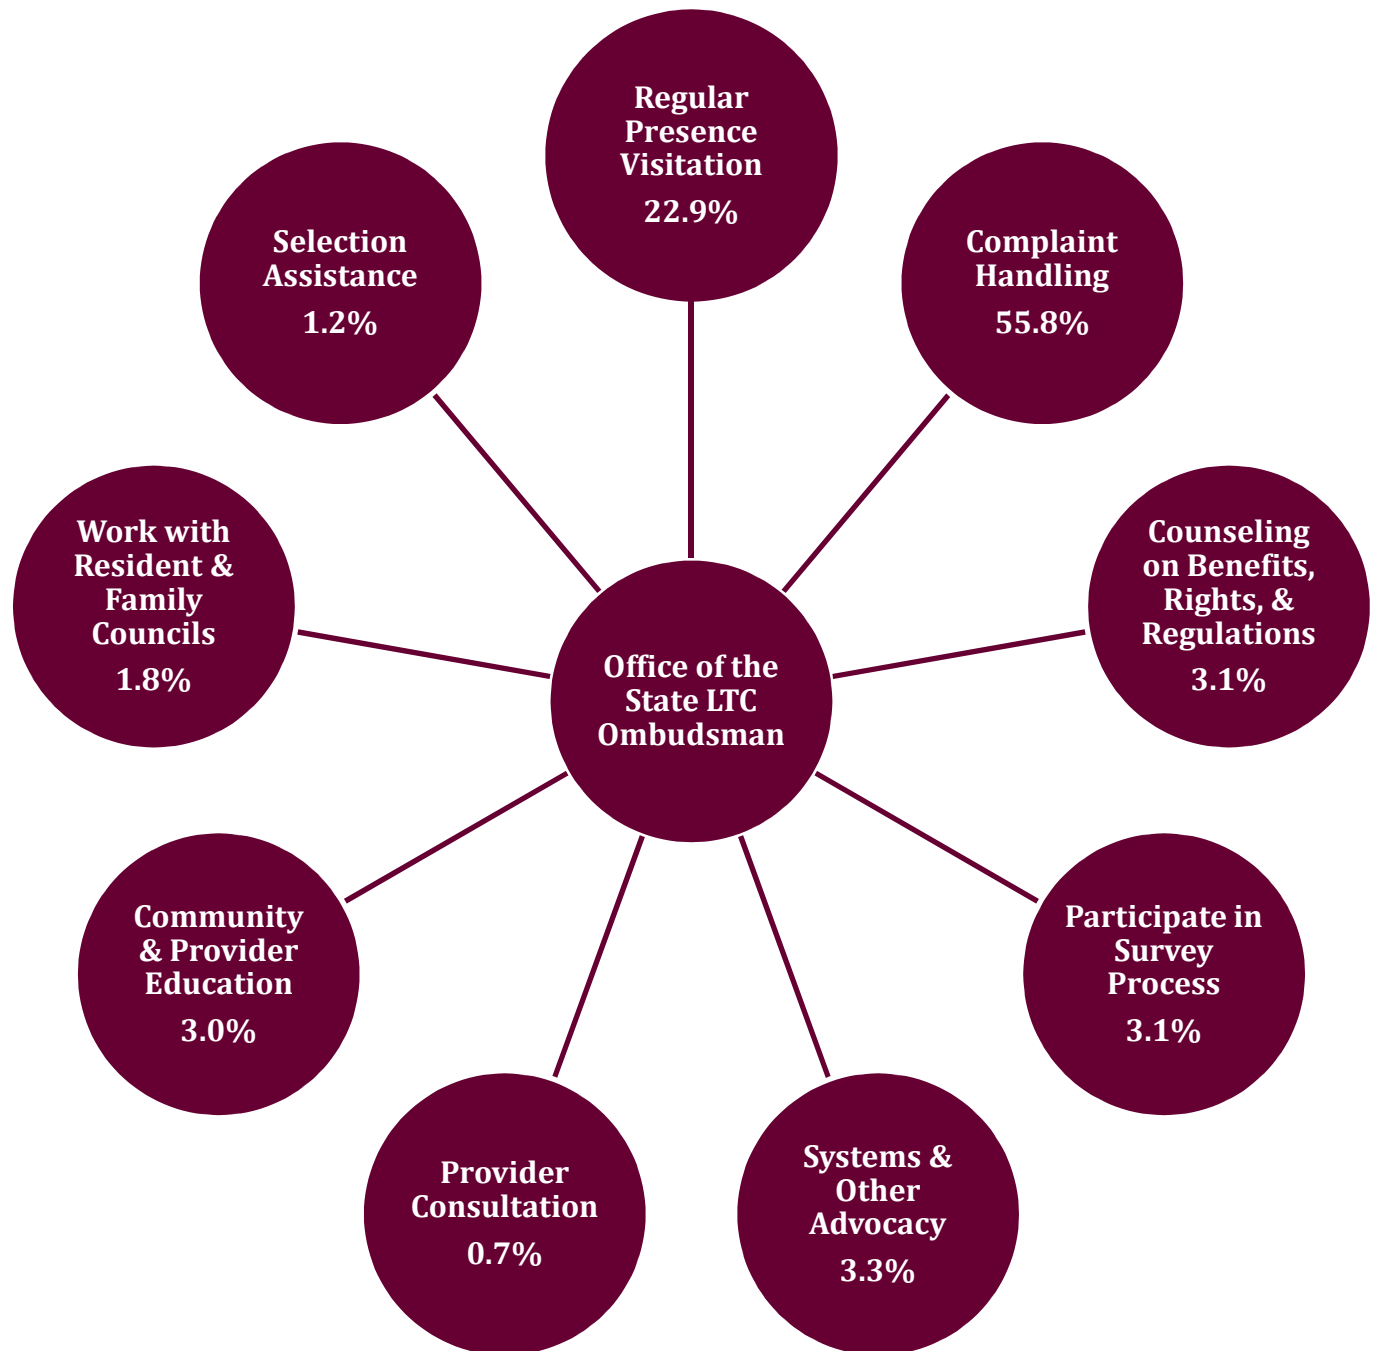 Regular
Presence
Visitation
22.9%
Complaint
Handling
55.8%
Counseling
on Benefits,
Rights, &
Regulations
3.1%
Participate in
Survey
Process
3.1%
Systems &
Other
Advocacy
3.3%
Provider
Consultation
0.7%
Community
& Provider
Education
3.0%
Work with
Resident &
Family
Councils
1.8%
Selection
Assistance
1.2%
Office of the
State LTC
Ombudsman